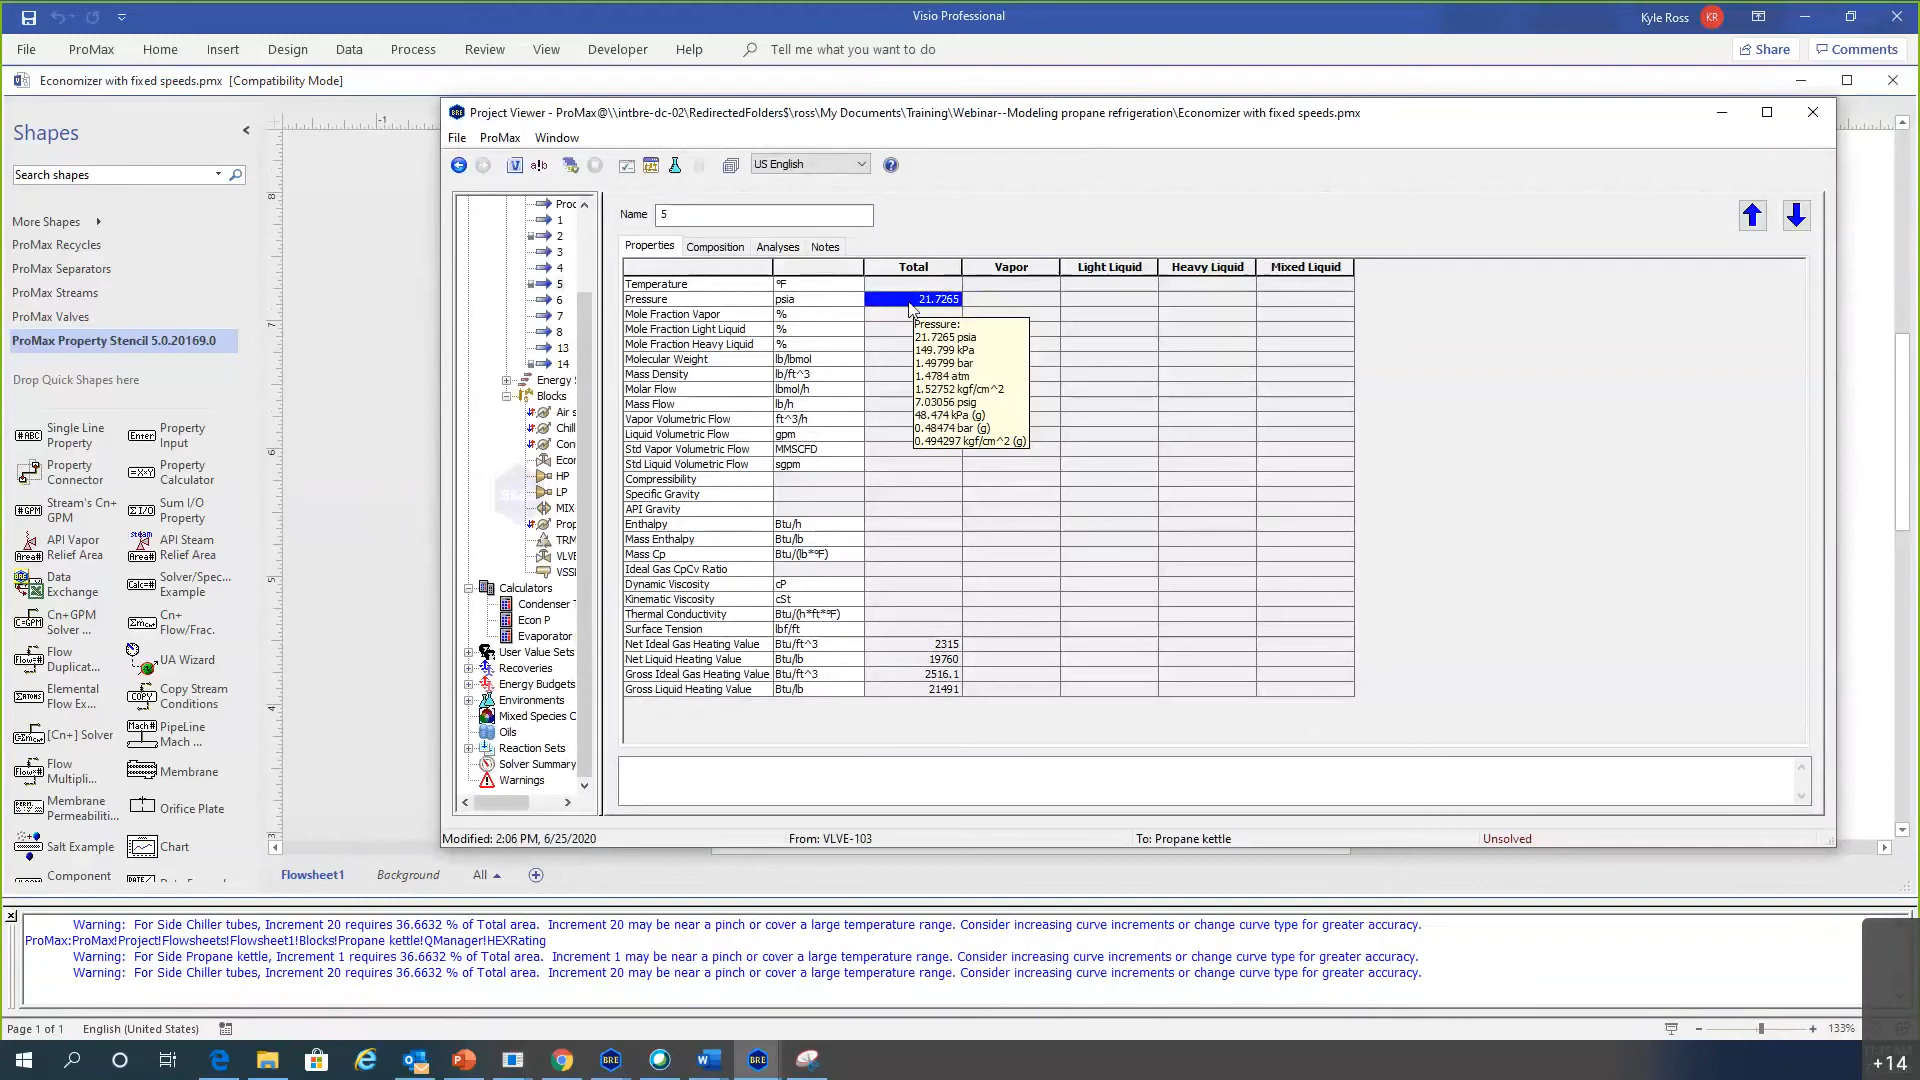 Visio Professional
Kyle Ross KR
File ProMax Home Insert Design Data Process Review View Developer Help Tell me what you want to do Share Comments
Economizer with fixed speeds.pmx [Compatibility Mode]
Shapes
Search shapes
More Shapes
ProMax Recycles
ProMax Separators
ProMax Streams
ProMax Valves
ProMax Property Stencil 5.0.20169.0
Drop Quick Shapes here
Single Line Property
Property Input
Property Connector
Property Calculator
Stream's Cn+ GPM
Sum I/O Property
API Vapor Relief Area
API Steam Relief Area
Data Exchange
Solver/Spec... Example
Cn+GPM Solver ...
Cn+ Flow/Frac.
Flow Duplicat...
UA Wizard
Elemental Flow Ex...
Copy Stream Conditions
[Cn+] Solver
PipeLine Mach ...
Flow Multipli...
Membrane
Membrane Permeabiliti...
Orifice Plate
Salt Example
Chart
Component
Project Viewer - ProMax@\\intbre-dc-02\RedirectedFolders$\ross\My Documents\Training\Webinar--Modeling propane refrigeration\Economizer with fixed speeds.pmx
File ProMax Window
US English
Proc
1
2
3
4
5
6
7
8
13
14
Energy S
Blocks
Air s
Chill
Con
Econ
HP
LP
MIX
Prop
TRM
VLVE
VSSI
Calculators
Condenser T
Econ P
Evaporator
User Value Sets
Recoveries
Energy Budgets
Environments
Mixed Species C
Oils
Reaction Sets
Solver Summary
Warnings
Name 5
Properties Composition Analyses Notes
Total Vapor Light Liquid Heavy Liquid Mixed Liquid
Temperature °F
Pressure psia 21.7265
Mole Fraction Vapor %
Mole Fraction Light Liquid %
Mole Fraction Heavy Liquid %
Molecular Weight lb/lbmol
Mass Density lb/ft^3
Molar Flow lbmol/h
Mass Flow lb/h
Vapor Volumetric Flow ft^3/h
Liquid Volumetric Flow gpm
Std Vapor Volumetric Flow MMSCFD
Std Liquid Volumetric Flow sgpm
Compressibility
Specific Gravity
API Gravity
Enthalpy Btu/h
Mass Enthalpy Btu/lb
Mass Cp Btu/(lb*°F)
Ideal Gas CpCv Ratio
Dynamic Viscosity cP
Kinematic Viscosity cSt
Thermal Conductivity Btu/(h*ft*°F)
Surface Tension lbf/ft
Net Ideal Gas Heating Value Btu/ft^3 2315
Net Liquid Heating Value Btu/lb 19760
Gross Ideal Gas Heating Value Btu/ft^3 2516.1
Gross Liquid Heating Value Btu/lb 21491
Pressure:
21.7265 psia
149.799 kPa
1.49799 bar
1.4784 atm
1.52752 kgf/cm^2
7.03056 psig
48.474 kPa (g)
0.48474 bar (g)
0.494297 kgf/cm^2 (g)
Modified: 2:06 PM, 6/25/2020 From: VLVE-103 To: Propane kettle Unsolved
Flowsheet1 Background All
Warning: For Side Chiller tubes, Increment 20 requires 36.6632 % of Total area. Increment 20 may be near a pinch or cover a large temperature range. Consider increasing curve increments or change curve type for greater accuracy.
ProMax:ProMax!Project!Flowsheets!Flowsheet1!Blocks!Propane kettle!QManager!HEXRating
Warning: For Side Propane kettle, Increment 1 requires 36.6632 % of Total area. Increment 1 may be near a pinch or cover a large temperature range. Consider increasing curve increments or change curve type for greater accuracy.
Warning: For Side Chiller tubes, Increment 20 requires 36.6632 % of Total area. Increment 20 may be near a pinch or cover a large temperature range. Consider increasing curve increments or change curve type for greater accuracy.
Page 1 of 1 English (United States) 133%
+14